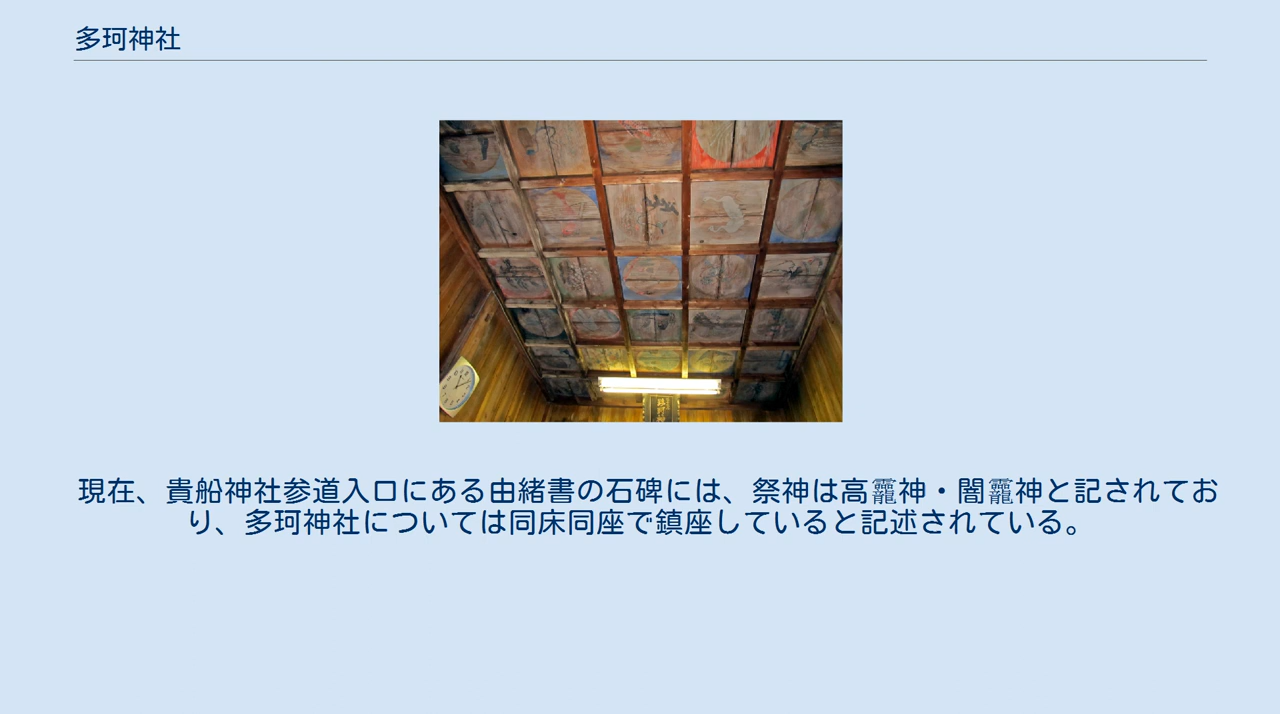 多珂神社
現在、貴船神社参道入口にある由緒書の石碑には、祭神は高龗神・闇龗神と記されてお
り、多珂神社については同床同座で鎮座していると記述されている。